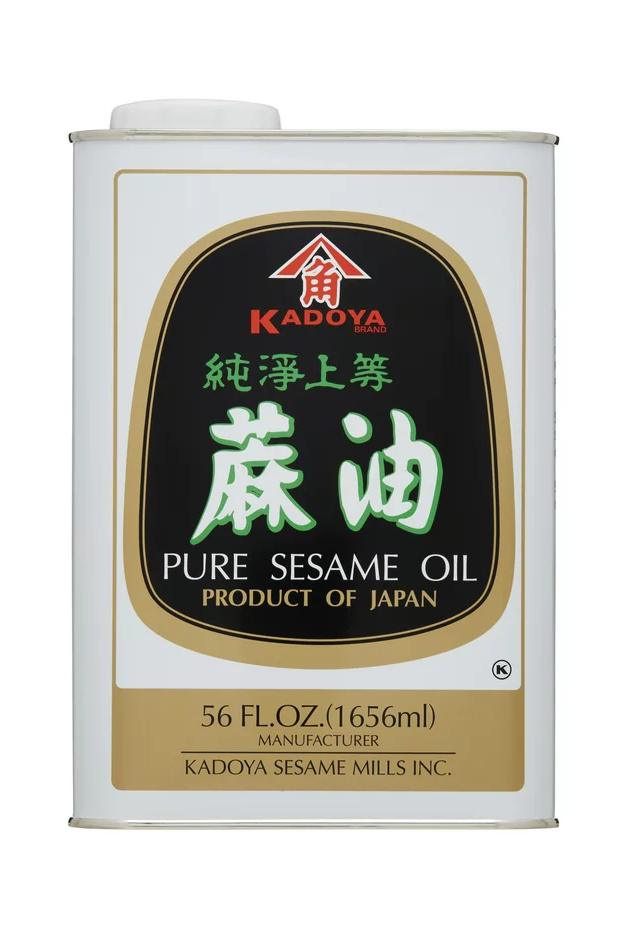 角
KADOYA
BRAND
純淨上等
蔴油
PURE SESAME OIL
PRODUCT OF JAPAN
K
56 FL.OZ.(1656ml)
MANUFACTURER
KADOYA SESAME MILLS INC.